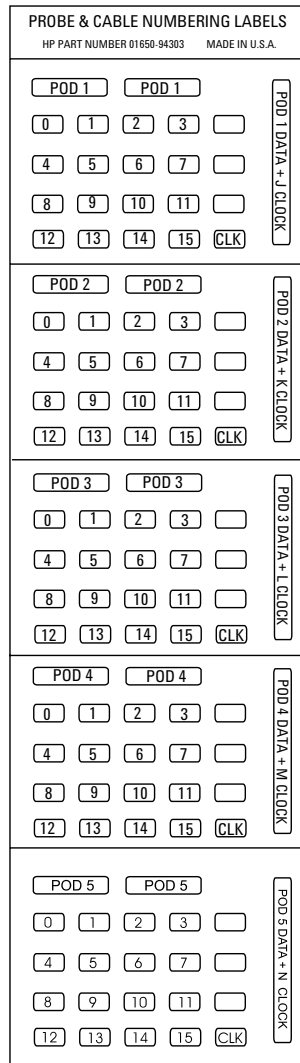 PROBE & CABLE NUMBERING LABELS
HP PART NUMBER 01650-94303 MADE IN U.S.A.
POD 1 POD 1
0 1 2 3
4 5 6 7
8 9 10 11
12 13 14 15 CLK
POD 1 DATA + J CLOCK
POD 2 POD 2
0 1 2 3
4 5 6 7
8 9 10 11
12 13 14 15 CLK
POD 2 DATA + K CLOCK
POD 3 POD 3
0 1 2 3
4 5 6 7
8 9 10 11
12 13 14 15 CLK
POD 3 DATA + L CLOCK
POD 4 POD 4
0 1 2 3
4 5 6 7
8 9 10 11
12 13 14 15 CLK
POD 4 DATA + M CLOCK
POD 5 POD 5
0 1 2 3
4 5 6 7
8 9 10 11
12 13 14 15 CLK
POD 5 DATA + N CLOCK